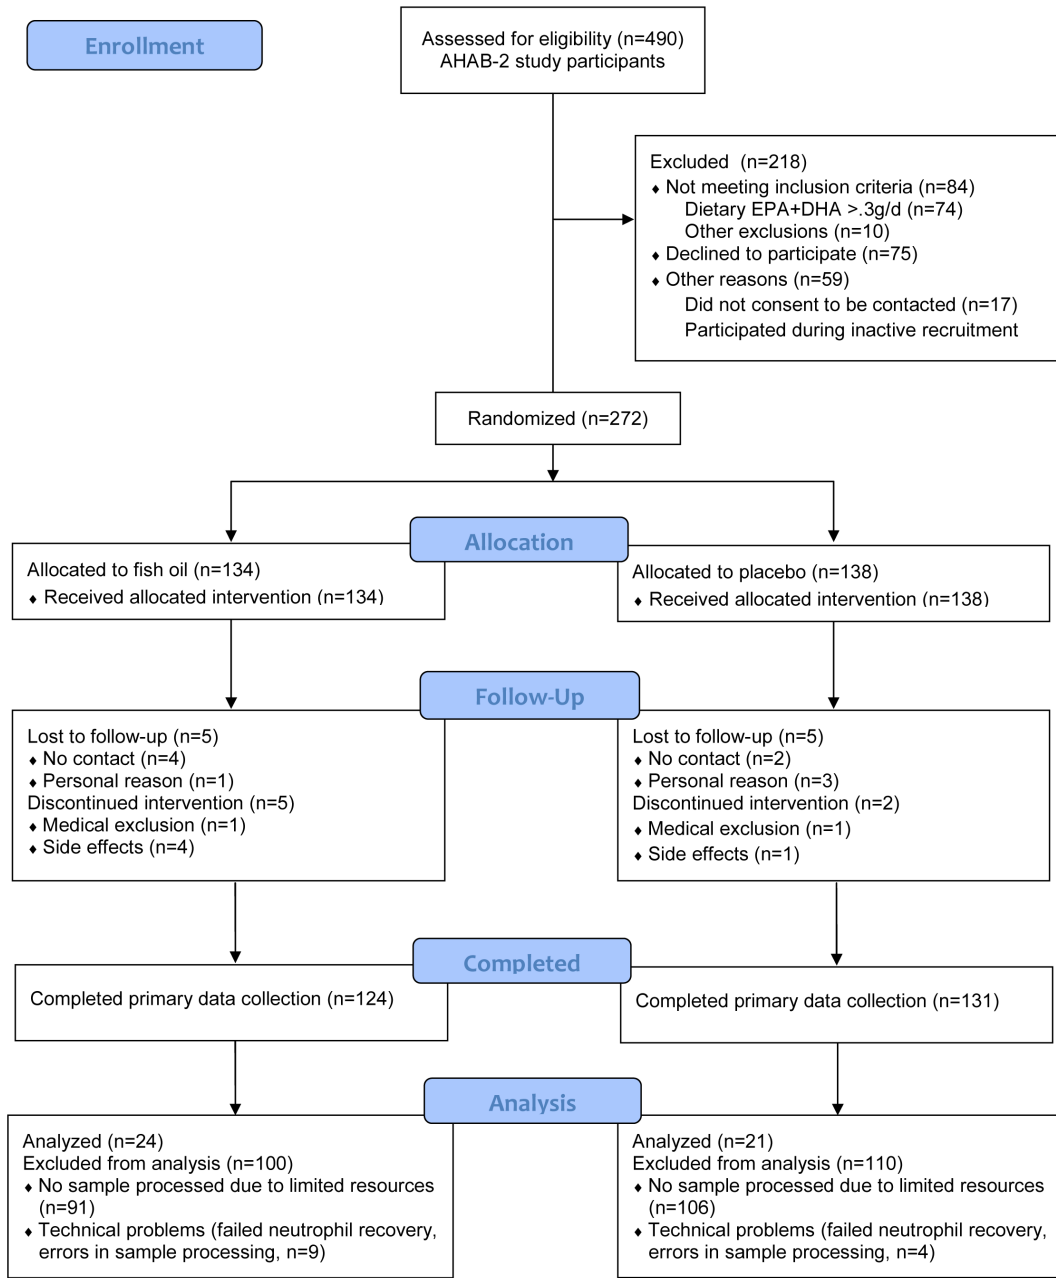 Enrollment
Assessed for eligibility (n=490)
AHAB-2 study participants
Excluded (n=218)
♦ Not meeting inclusion criteria (n=84)
Dietary EPA+DHA >.3g/d (n=74)
Other exclusions (n=10)
♦ Declined to participate (n=75)
♦ Other reasons (n=59)
Did not consent to be contacted (n=17)
Participated during inactive recruitment
Randomized (n=272)
Allocation
Allocated to fish oil (n=134)
♦ Received allocated intervention (n=134)
Allocated to placebo (n=138)
♦ Received allocated intervention (n=138)
Follow-Up
Lost to follow-up (n=5)
♦ No contact (n=4)
♦ Personal reason (n=1)
Discontinued intervention (n=5)
♦ Medical exclusion (n=1)
♦ Side effects (n=4)
Lost to follow-up (n=5)
♦ No contact (n=2)
♦ Personal reason (n=3)
Discontinued intervention (n=2)
♦ Medical exclusion (n=1)
♦ Side effects (n=1)
Completed
Completed primary data collection (n=124)
Completed primary data collection (n=131)
Analysis
Analyzed (n=24)
Excluded from analysis (n=100)
♦ No sample processed due to limited resources
(n=91)
♦ Technical problems (failed neutrophil recovery,
errors in sample processing, n=9)
Analyzed (n=21)
Excluded from analysis (n=110)
♦ No sample processed due to limited resources
(n=106)
♦ Technical problems (failed neutrophil recovery,
errors in sample processing, n=4)